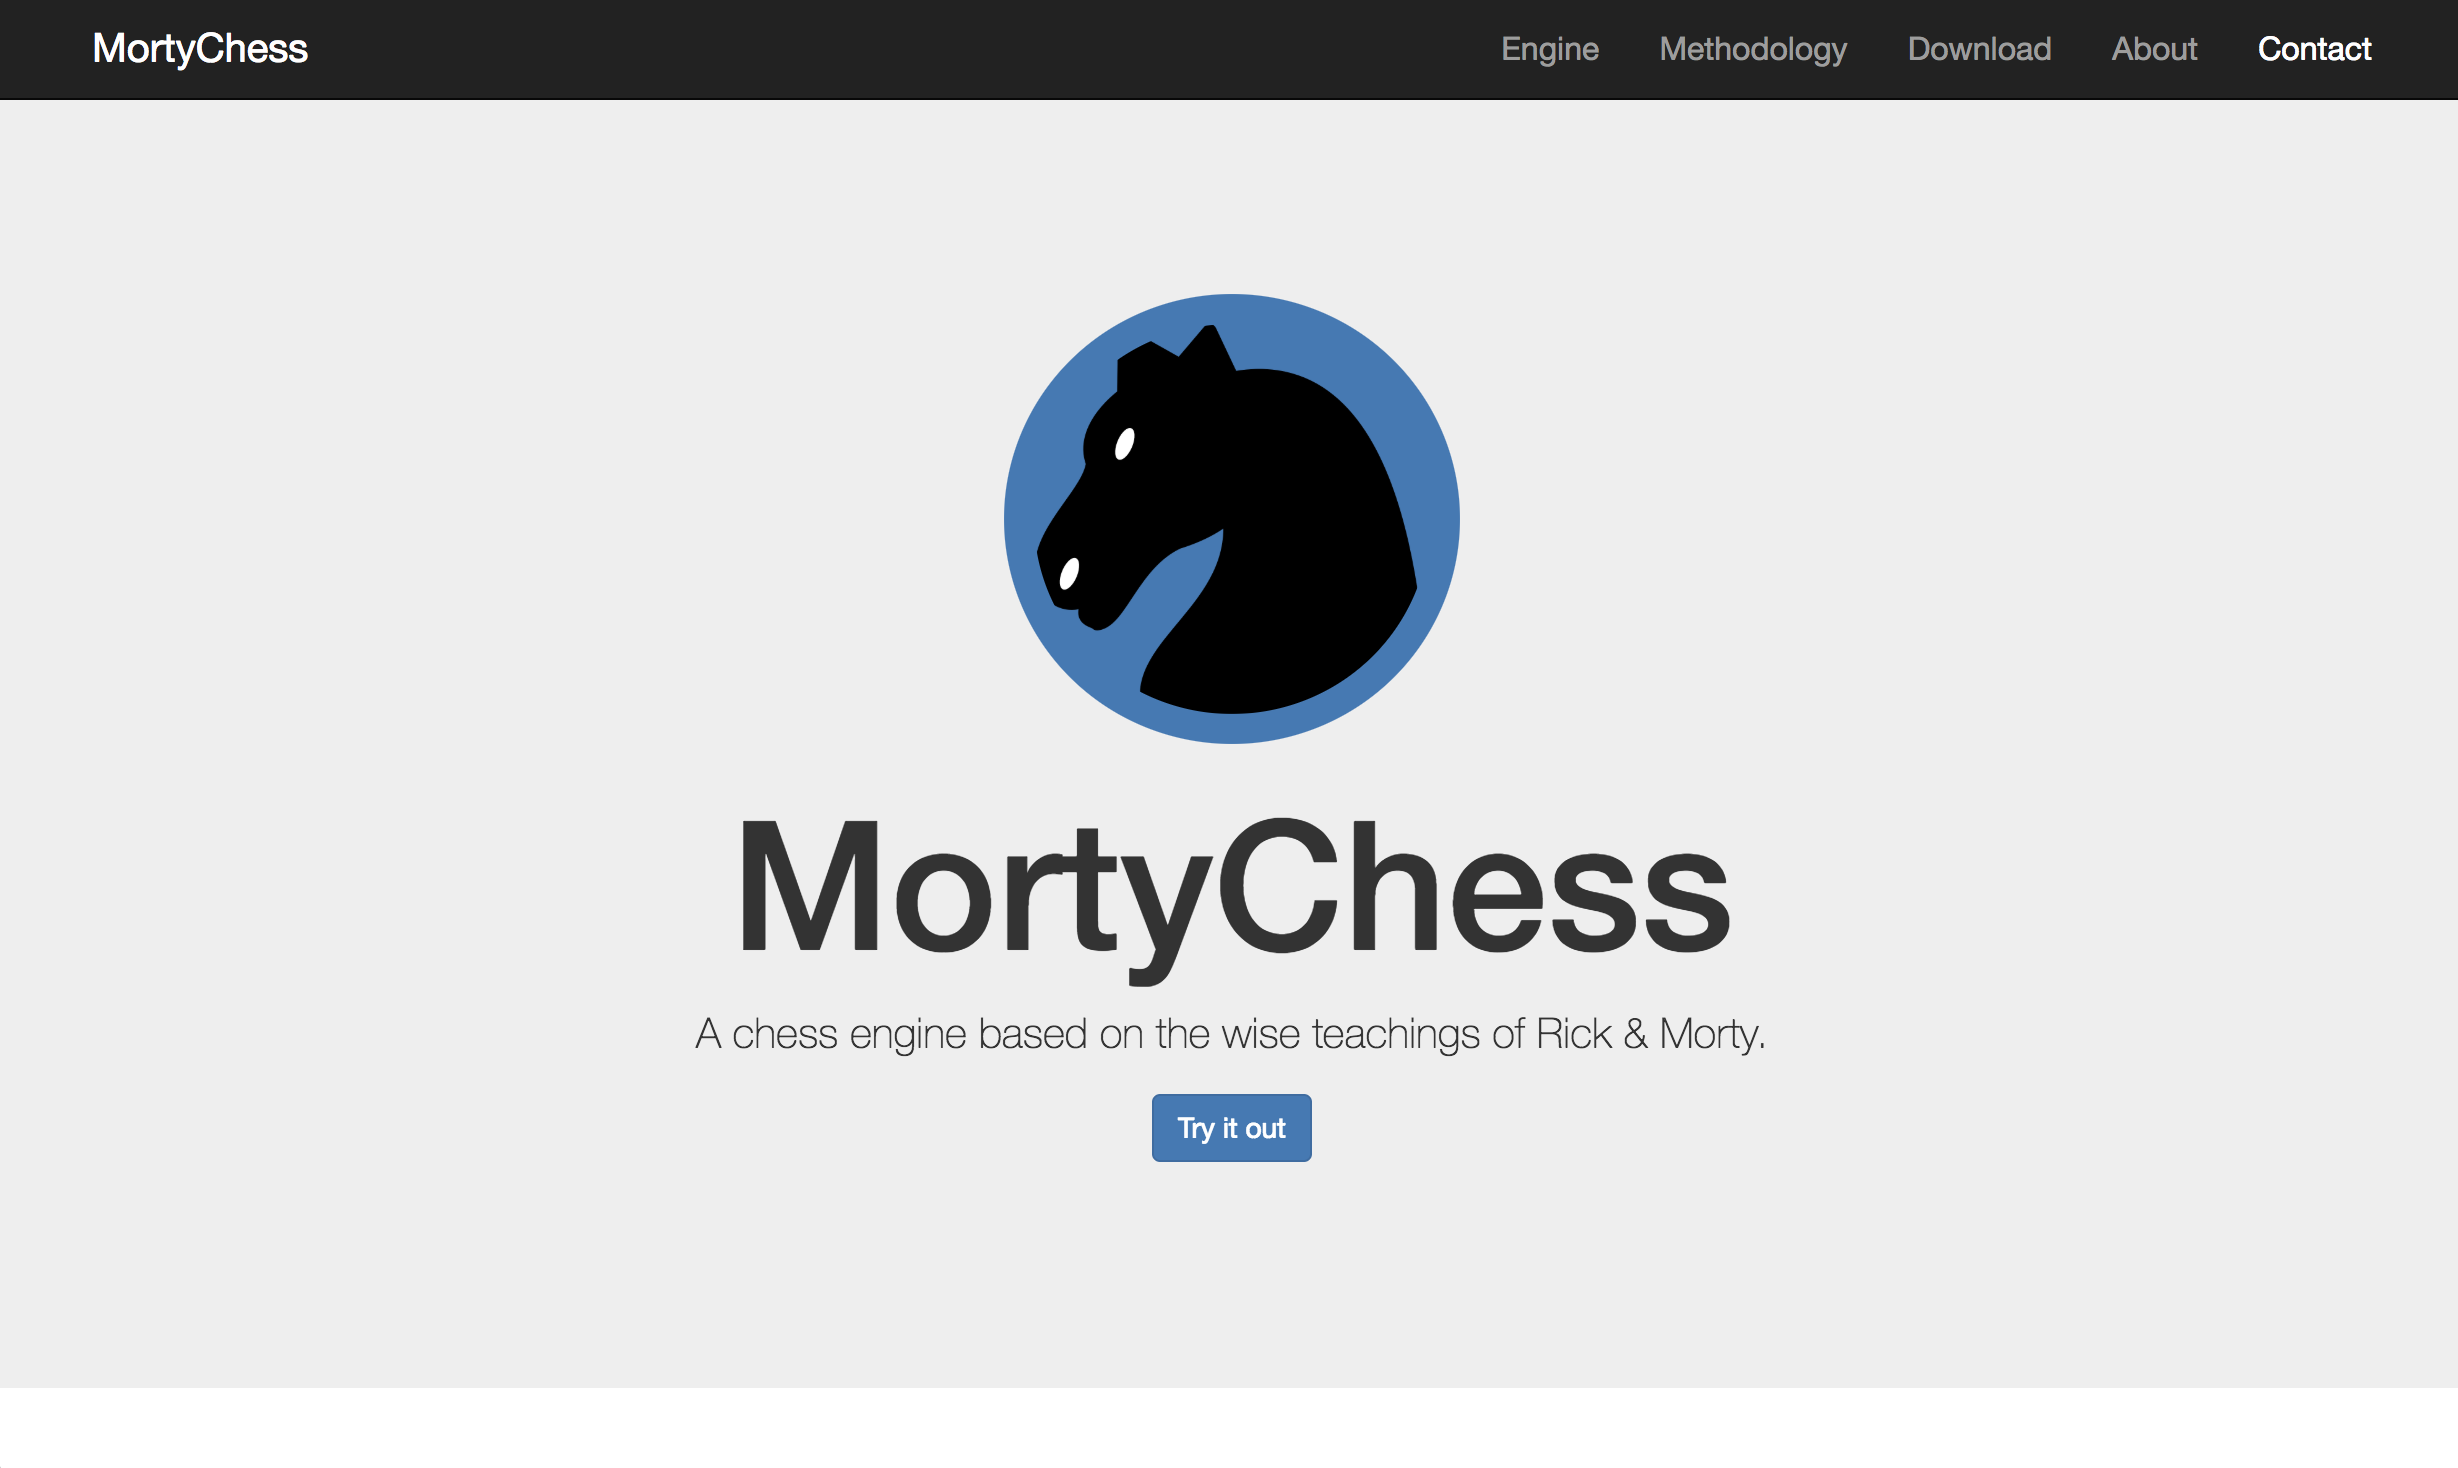 MortyChess
Engine Methodology Download About Contact
MortyChess
A chess engine based on the wise teachings of Rick & Morty.
Try it out